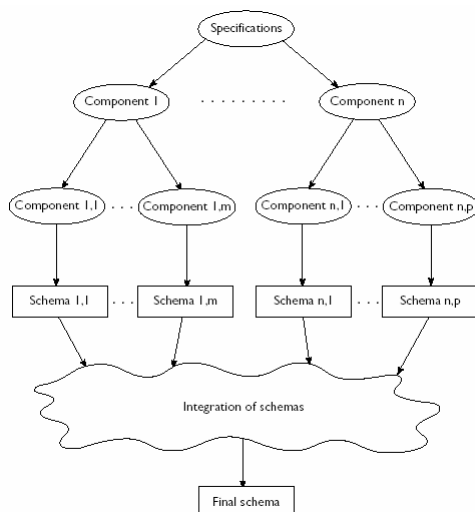 Specifications
Component 1
. . . . . . . . .
Component n
Component 1,1
. . .
Component 1,m
Component n,1
. . .
Component n,p
Schema 1,1
. . .
Schema 1,m
Schema n,1
. . .
Schema n,p
Integration of schemas
Final schema